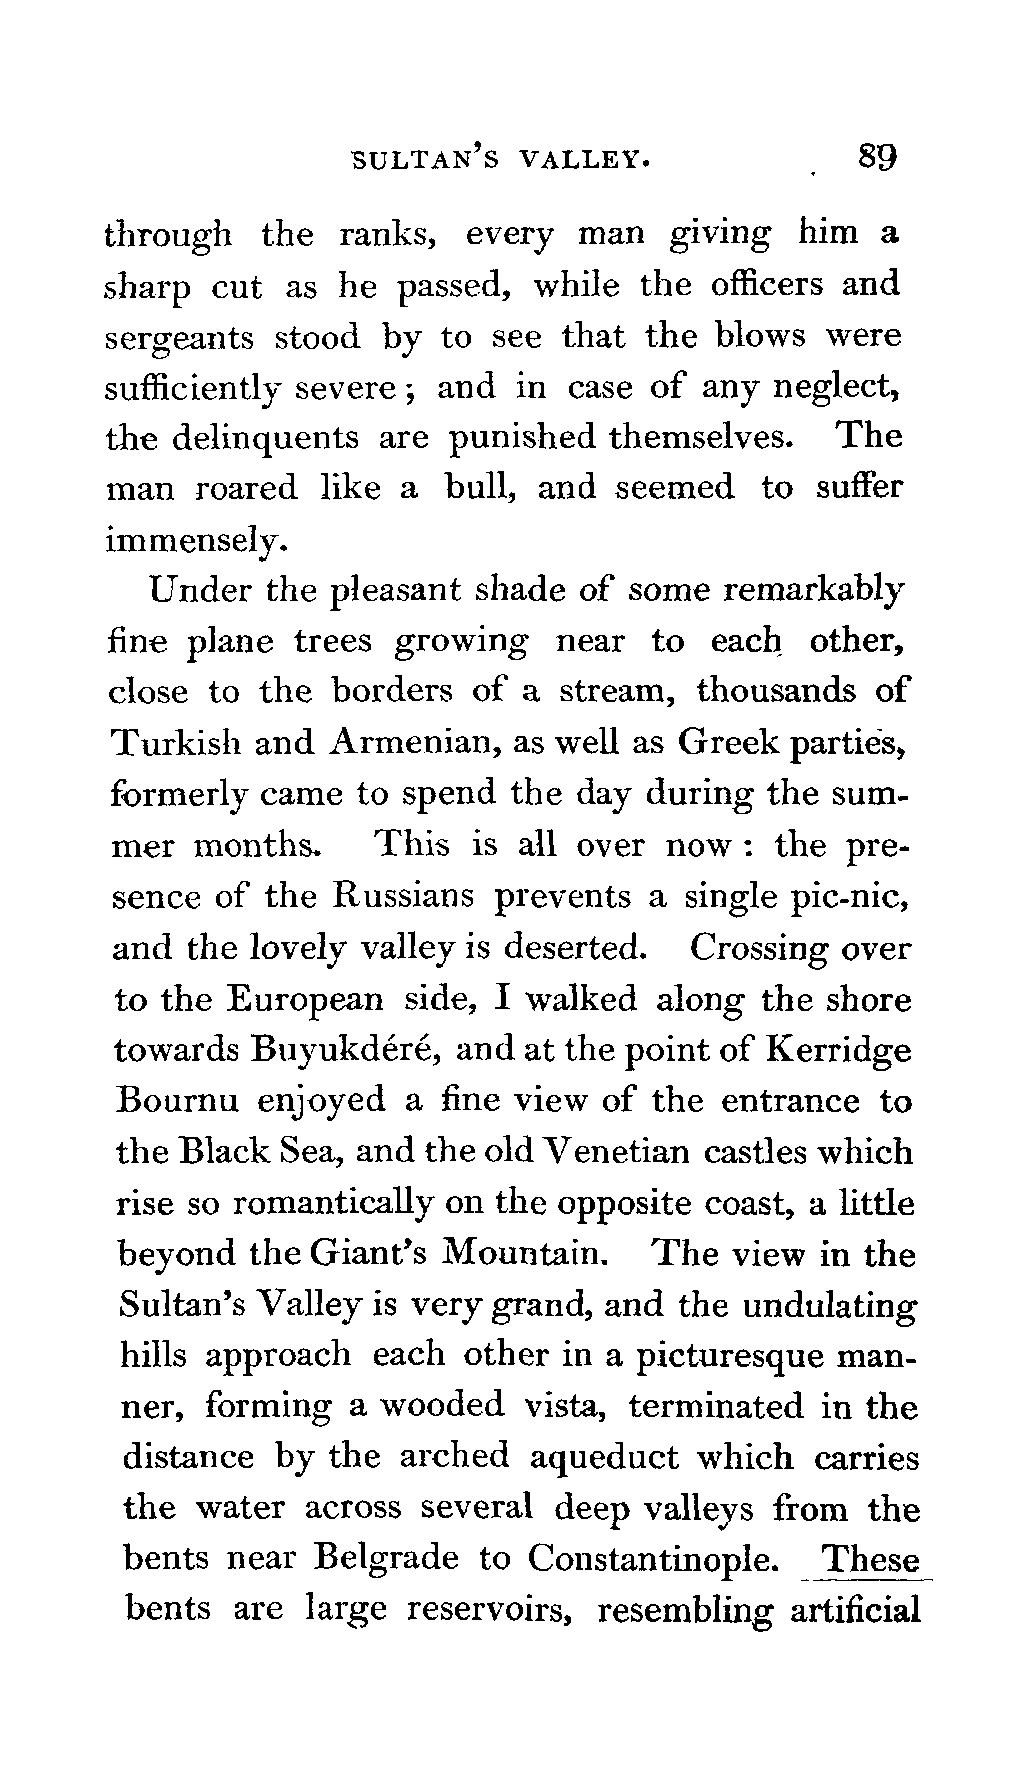 SULTAN'S VALLEY. 89
through the ranks, every man giving him a
sharp cut as he passed, while the officers and
sergeants stood by to see that the blows were
sufficiently severe ; and in case of any neglect,
the delinquents are punished themselves. The
man roared like a bull, and seemed to suffer
immensely.
Under the pleasant shade of some remarkably
fine plane trees growing near to each other,
close to the borders of a stream, thousands of
Turkish and Armenian, as well as Greek parties,
formerly came to spend the day during the sum-
mer months. This is all over now : the pre-
sence of the Russians prevents a single pic-nic,
and the lovely valley is deserted. Crossing over
to the European side, I walked along the shore
towards Buyukdéré, and at the point of Kerridge
Bournu enjoyed a fine view of the entrance to
the Black Sea, and the old Venetian castles which
rise so romantically on the opposite coast, a little
beyond the Giant's Mountain. The view in the
Sultan's Valley is very grand, and the undulating
hills approach each other in a picturesque man-
ner, forming a wooded vista, terminated in the
distance by the arched aqueduct which carries
the water across several deep valleys from the
bents near Belgrade to Constantinople. These
bents are large reservoirs, resembling artificial